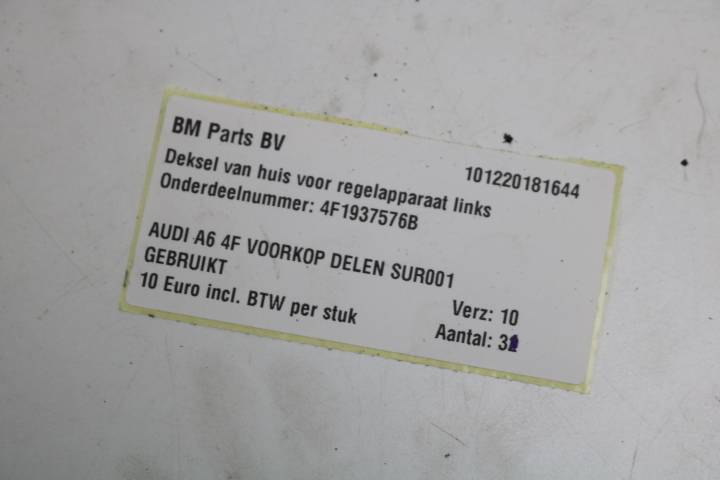 BM Parts BV
101220181644
Deksel van huis voor regelapparaat links
Onderdeelnummer: 4F1937576B
AUDI A6 4F VOORKOP DELEN SUR001
GEBRUIKT
10 Euro incl. BTW per stuk
Verz: 10
Aantal: